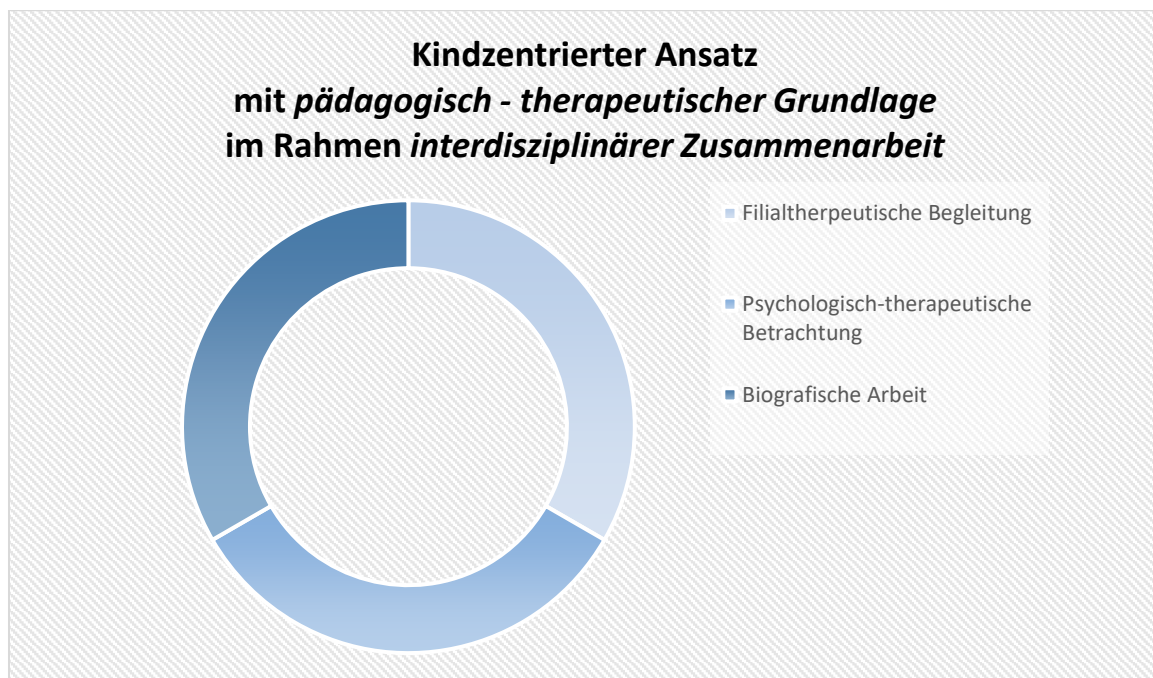 Kindzentrierter Ansatz
mit pädagogisch - therapeutischer Grundlage
im Rahmen interdisziplinärer Zusammenarbeit
Filialtherpeutische Begleitung
Psychologisch-therapeutische
Betrachtung
Biografische Arbeit